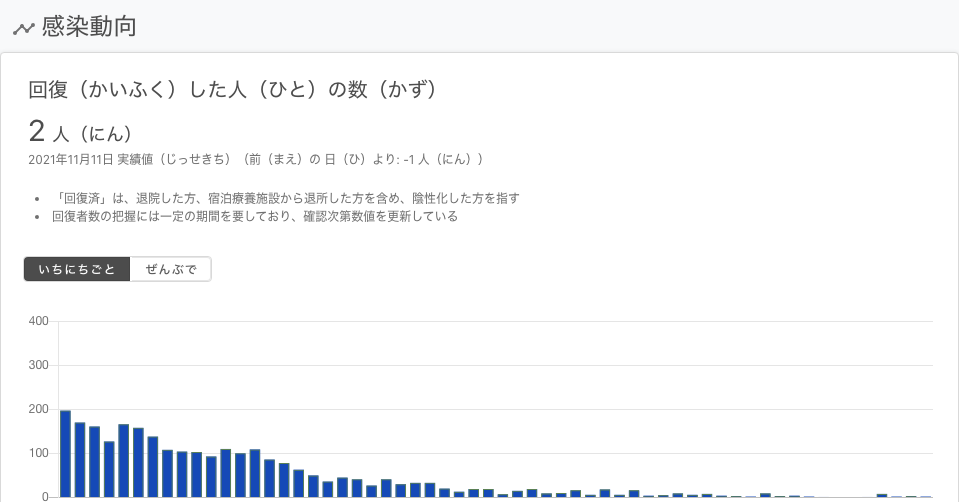 感染動向
回復（かいふく）した人（ひと）の数（かず）
2 人（にん）
2021年11月11日 実績値（じっせきち）（前（まえ）の 日（ひ）より: -1 人（にん））
「回復済」は、退院した方、宿泊療養施設から退所した方を含め、陰性化した方を指す
回復者数の把握には一定の期間を要しており、確認次第数値を更新している
いちにちごと ぜんぶで
400
300
200
100
0